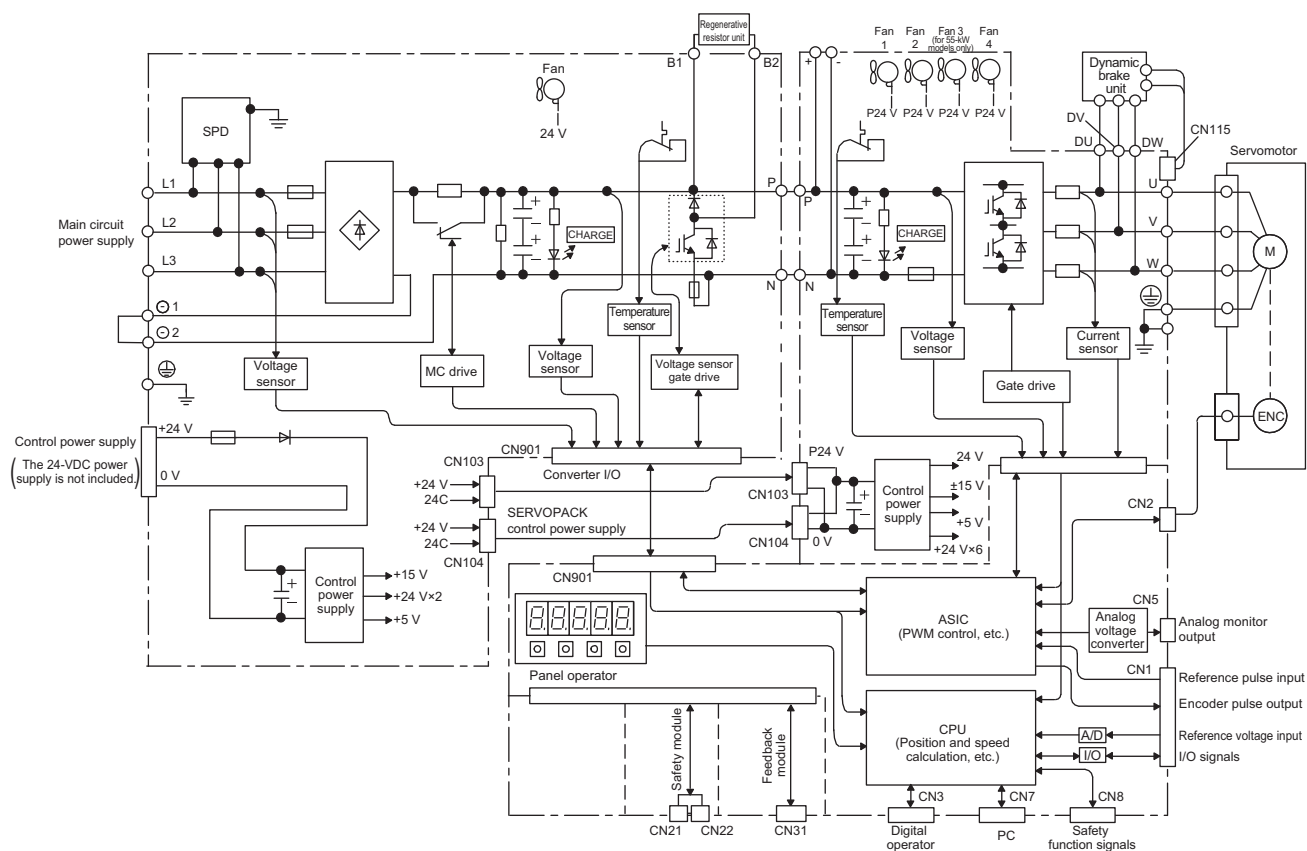 Regenerative
resistor unit
B1
B2
+
-
Fan
1
Fan
2
Fan 3
(for 55-kW
models only)
Fan
4
P24 V
P24 V
P24 V
P24 V
Dynamic
brake
unit
DV
DU
DW
CN115
Servomotor
Fan
24 V
SPD
Main circuit
power supply
L1
L2
L3
⊖ 1
⊖ 2
+
−
+
−
CHARGE
P
N
P
N
+
−
+
−
CHARGE
U
V
W
M
ENC
Voltage
sensor
MC drive
Voltage
sensor
Temperature
sensor
Voltage sensor
gate drive
Temperature
sensor
Voltage
sensor
Gate drive
Current
sensor
Control power supply
(The 24-VDC power
supply is not included.)
+24 V
0 V
+
−
Control
power
supply
+15 V
+24 V×2
+5 V
CN901
Converter I/O
CN103
+24 V
24C
SERVOPACK
control power supply
+24 V
24C
CN104
P24 V
CN103
CN104
0 V
+
−
Control
power
supply
24 V
±15 V
+5 V
+24 V×6
CN2
CN901
8.8.8.8.8.
Panel operator
ASIC
(PWM control, etc.)
CPU
(Position and speed
calculation, etc.)
CN5
Analog
voltage
converter
Analog monitor
output
CN1
Reference pulse input
Encoder pulse output
A/D
Reference voltage input
I/O
I/O signals
Safety module
Feedback
module
CN21
CN22
CN31
CN3
Digital
operator
CN7
PC
CN8
Safety
function signals